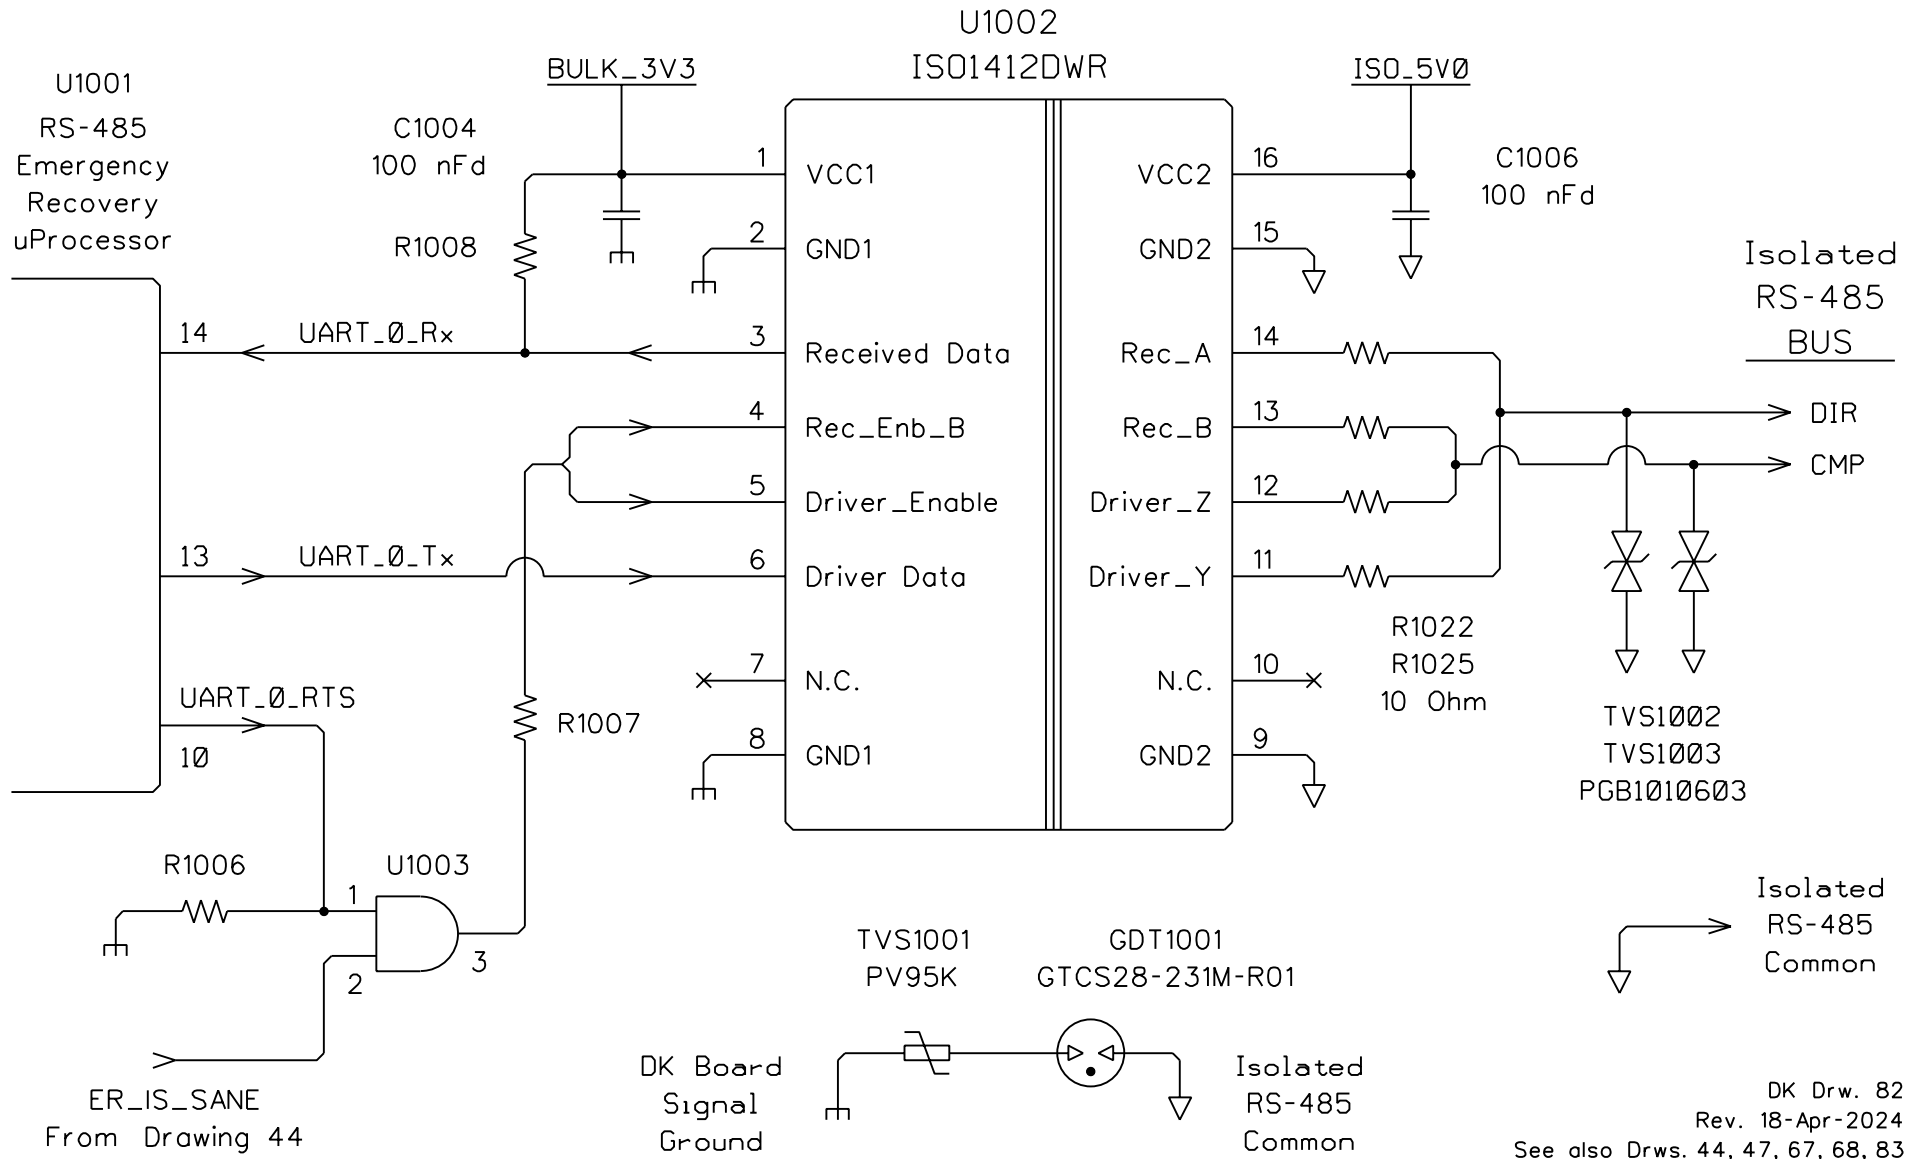 U1002
ISO1412DWR
U1001
RS-485
Emergency
Recovery
uProcessor
BULK_3V3
C1004
100 nFd
R1008
ISO_5V0
C1006
100 nFd
Isolated
RS-485
BUS
1 VCC1
2 GND1
3 Received Data
4 Rec_Enb_B
5 Driver_Enable
6 Driver Data
7 N.C.
8 GND1
VCC2 16
GND2 15
Rec_A 14
Rec_B 13
Driver_Z 12
Driver_Y 11
N.C. 10
GND2 9
14 UART_0_Rx
13 UART_0_Tx
UART_0_RTS
10
DIR
CMP
R1022
R1025
10 Ohm
TVS1002
TVS1003
PGB1010603
R1007
R1006
U1003
1
2
3
ER_IS_SANE
From Drawing 44
TVS1001
PV95K
GDT1001
GTCS28-231M-R01
DK Board
Signal
Ground
Isolated
RS-485
Common
Isolated
RS-485
Common
DK Drw. 82
Rev. 18-Apr-2024
See also Drws. 44, 47, 67, 68, 83